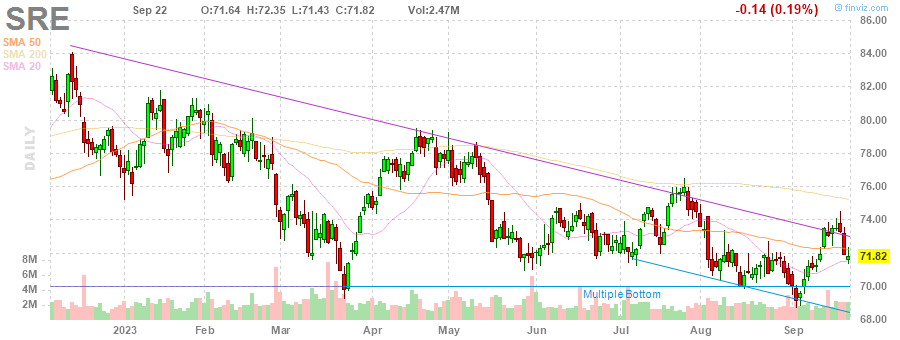 SRE
Sep 22 O:71.64 H:72.35 L:71.43 C:71.82 Vol:2.47M
-0.14 (0.19%)
© finviz.com
SMA 50
SMA 200
SMA 20
DAILY
86.00
84.00
82.00
80.00
78.00
76.00
74.00
71.82
70.00
68.00
8M
6M
4M
2M
Multiple Bottom
2023 Feb Mar Apr May Jun Jul Aug Sep